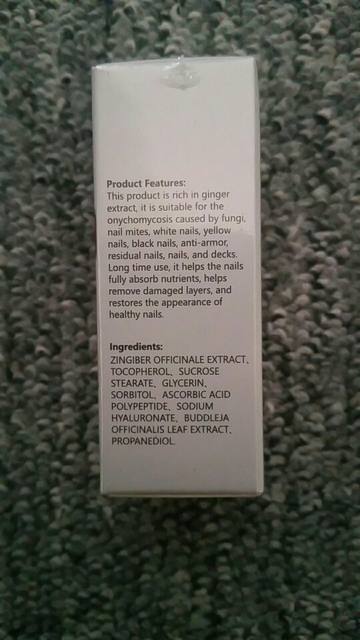 Product Features:
This product is rich in ginger
extract, it is suitable for the
onychomycosis caused by fungi,
nail mites, white nails, yellow
nails, black nails, anti-armor,
residual nails, nails, and decks.
Long time use, it helps the nails
fully absorb nutrients, helps
remove damaged layers, and
restores the appearance of
healthy nails.
Ingredients:
ZINGIBER OFFICINALE EXTRACT、
TOCOPHEROL、SUCROSE
STEARATE、GLYCERIN、
SORBITOL、ASCORBIC ACID
POLYPEPTIDE、SODIUM
HYALURONATE、BUDDLEJA
OFFICINALIS LEAF EXTRACT、
PROPANEDIOL.